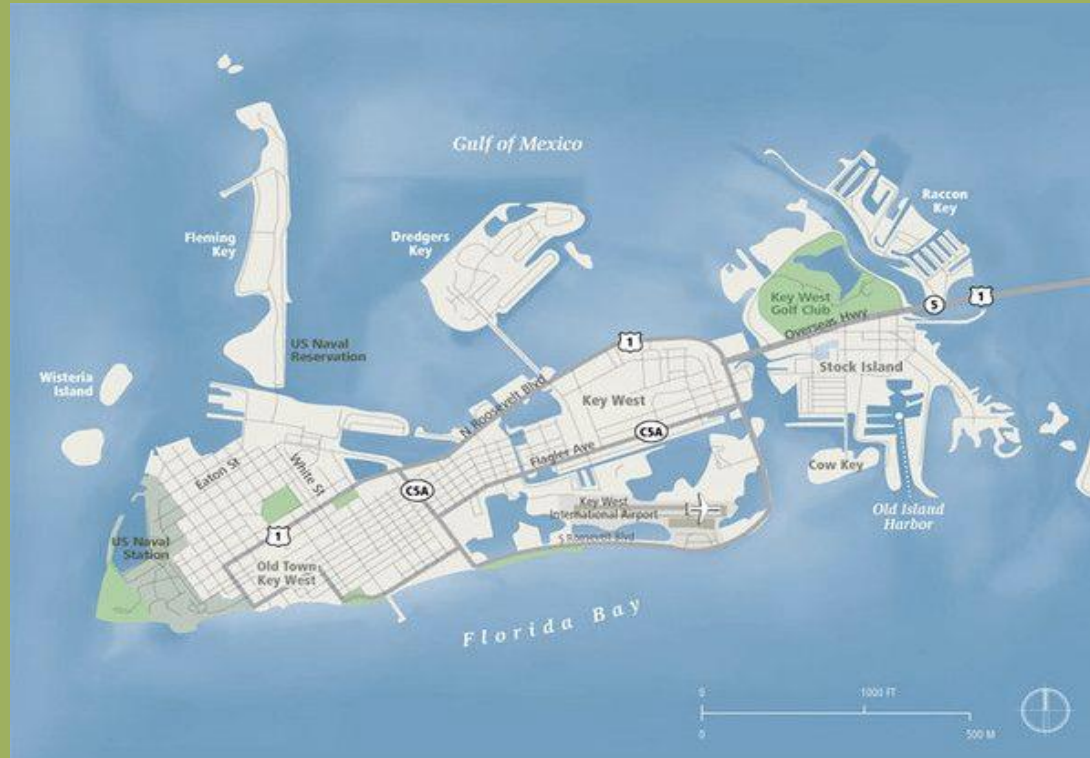 Gulf of Mexico
Fleming
Key
Dredgers
Key
Raccon
Key
Key West
Golf Club
Overseas Hwy
5
1
US Naval
Reservation
1
Wisteria
Island
Stock Island
N Roosevelt Blvd
Key West
C5A
Flagler Ave
Eaton St
White St
Cow Key
C5A
Key West
International Airport
Old Island
Harbor
1
US Naval
Station
S Roosevelt Blvd
Old Town
Key West
Florida Bay
0
1000 FT
0
500 M